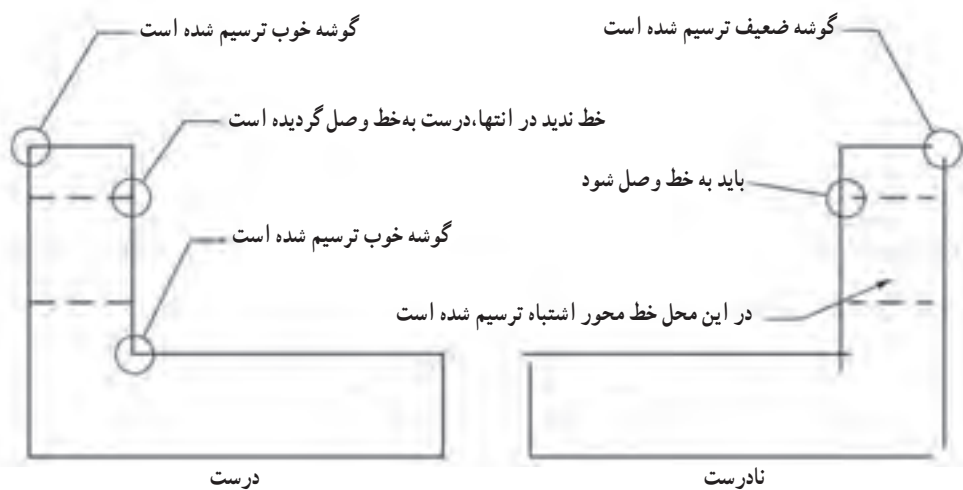 گوشه ضعیف ترسیم شده است
گوشه خوب ترسیم شده است
خط ندید در انتها،درست به‌خط وصل گردیده است
باید به خط وصل شود
گوشه خوب ترسیم شده است
در این محل خط محور اشتباه ترسیم شده است
نادرست
درست